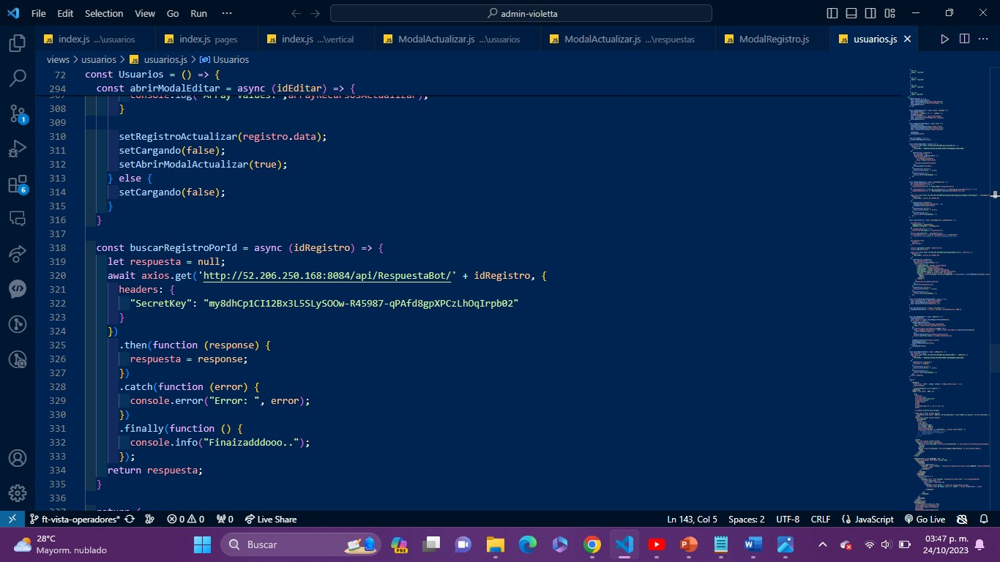 File Edit Selection View Go Run ··· admin-violetta
index.js ...\usuarios index.js pages index.js ...\vertical ModalActualizar.js ...\usuarios ModalActualizar.js ...\respuestas ModalRegistro.js usuarios.js
views > usuarios > usuarios.js > Usuarios
72 const Usuarios = () => {
294 const abrirModalEditar = async (idEditar) => {
307 console.log("Array values: ",arrayRecursosActualizar);
308 }
309
310 setRegistroActualizar(registro.data);
311 setCargando(false);
312 setAbrirModalActualizar(true);
313 } else {
314 setCargando(false);
315 }
316 }
317
318 const buscarRegistroPorId = async (idRegistro) => {
319 let respuesta = null;
320 await axios.get('http://52.206.250.168:8084/api/RespuestaBot/' + idRegistro, {
321 headers: {
322 "SecretKey": "my8dhCp1CI12Bx3L5SLySOOw-R45987-qPAfd8gpXPCzLhOqIrpb02"
323 }
324 })
325 .then(function (response) {
326 respuesta = response;
327 })
328 .catch(function (error) {
329 console.error("Error: ", error);
330 })
331 .finally(function () {
332 console.info("Finaizadddooo..");
333 });
334 return respuesta;
335 }
336
337 return (
ft-vista-operadores* 0 0 0 Live Share Ln 143, Col 5 Spaces: 2 UTF-8 CRLF JavaScript Go Live
28°C
Mayorm. nublado
Buscar
PRE
03:47 p. m.
24/10/2023
1
6